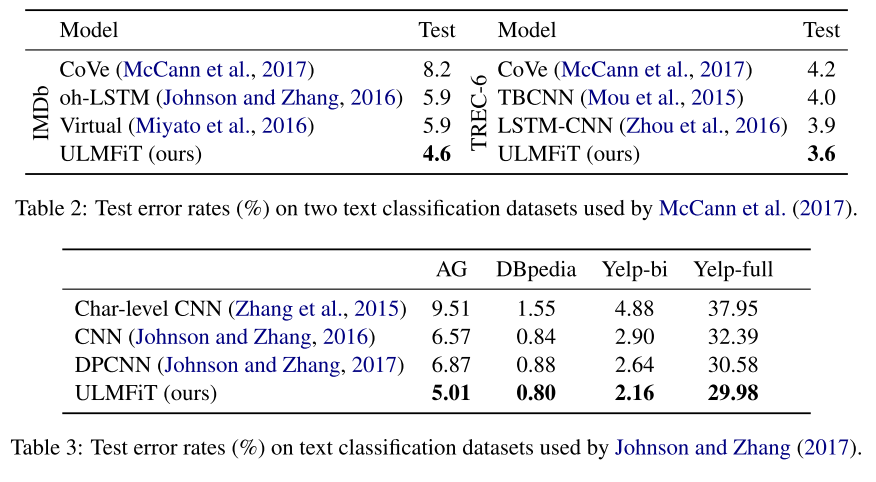 Model Test Model Test
IMDb
CoVe (McCann et al., 2017) 8.2
oh-LSTM (Johnson and Zhang, 2016) 5.9
Virtual (Miyato et al., 2016) 5.9
ULMFiT (ours) 4.6
TREC-6
CoVe (McCann et al., 2017) 4.2
TBCNN (Mou et al., 2015) 4.0
LSTM-CNN (Zhou et al., 2016) 3.9
ULMFiT (ours) 3.6
Table 2: Test error rates (%) on two text classification datasets used by McCann et al. (2017).
AG DBpedia Yelp-bi Yelp-full
Char-level CNN (Zhang et al., 2015) 9.51 1.55 4.88 37.95
CNN (Johnson and Zhang, 2016) 6.57 0.84 2.90 32.39
DPCNN (Johnson and Zhang, 2017) 6.87 0.88 2.64 30.58
ULMFiT (ours) 5.01 0.80 2.16 29.98
Table 3: Test error rates (%) on text classification datasets used by Johnson and Zhang (2017).